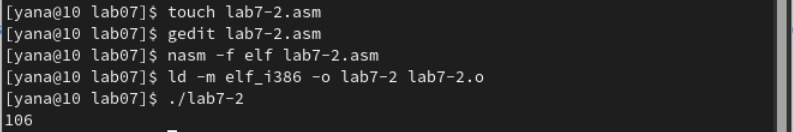 [yana@10 lab07]$ touch lab7-2.asm
[yana@10 lab07]$ gedit lab7-2.asm
[yana@10 lab07]$ nasm -f elf lab7-2.asm
[yana@10 lab07]$ ld -m elf_i386 -o lab7-2 lab7-2.o
[yana@10 lab07]$ ./lab7-2
106